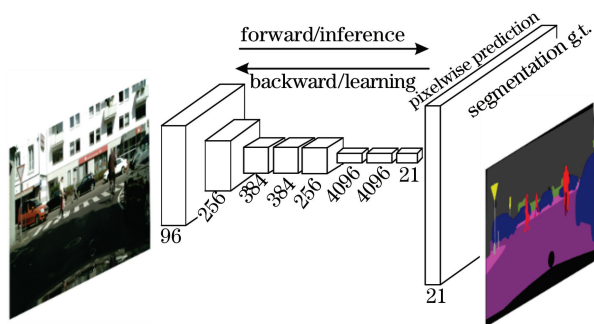 forward/inference
backward/learning
pixelwise prediction
segmentation g.t.
96
256
384
384
256
4096
4096
21
21